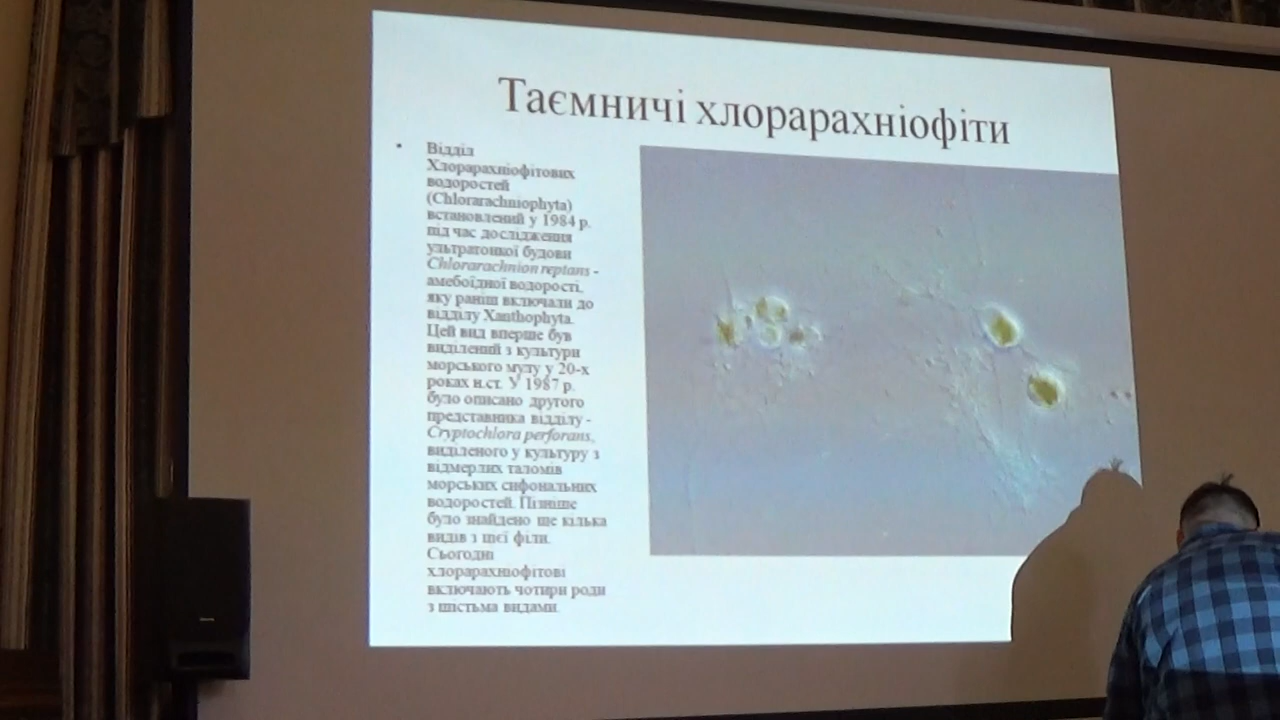 Таємничі хлорарахніофіти
• Відділ
Хлорарахніофітових
водоростей
(Chlorarachniophyta)
встановлений у 1984 р.
під час дослідження
ультратонкої будови
Chlorarachnion reptans -
амебоїдної водорості,
яку раніш включали до
відділу Xanthophyta.
Цей вид вперше був
виділений з культури
морського мулу у 20-х
роках н.ст. У 1987 р.
було описано другого
представника відділу -
Cryptochlora perforans,
виділеного у культуру з
відмерлих таломів
морських сифональних
водоростей. Пізніше
було знайдено ще кілька
видів з цієї філи.
Сьогодні
хлорарахніофітові
включають чотири роди
з шістьма видами.